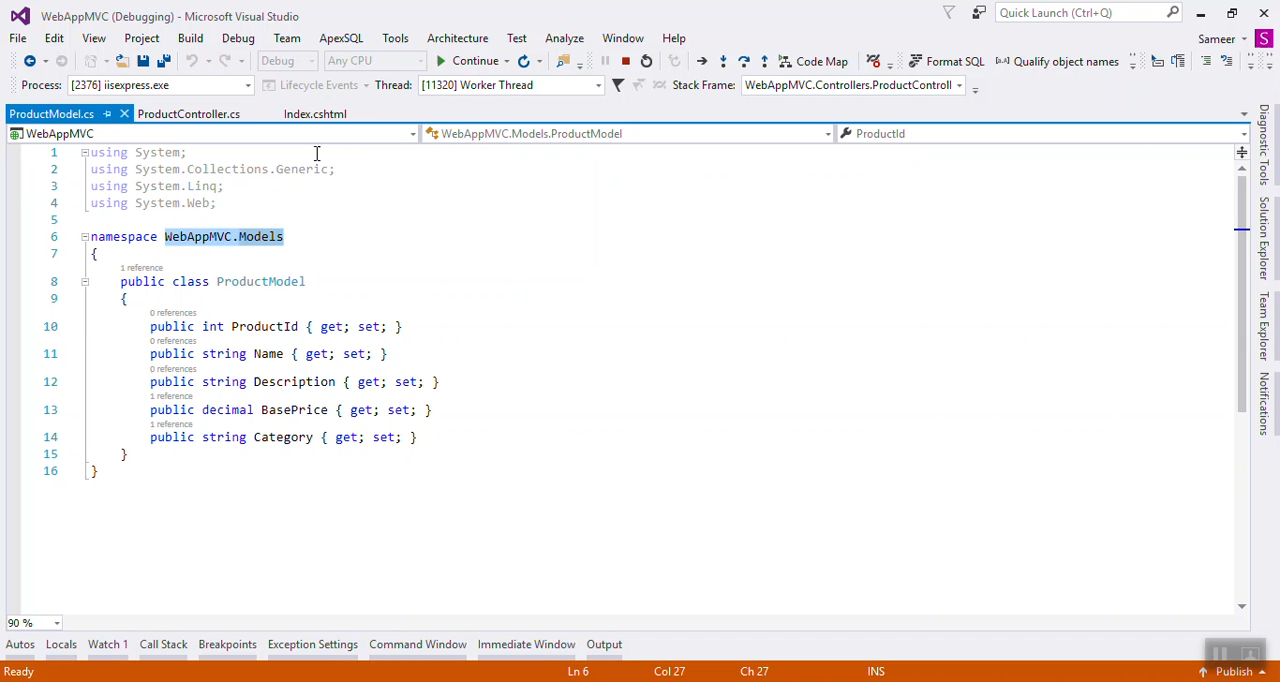 WebAppMVC (Debugging) - Microsoft Visual Studio
Quick Launch (Ctrl+Q)
File Edit View Project Build Debug Team ApexSQL Tools Architecture Test Analyze Window Help
Sameer S
Debug Any CPU Continue Code Map Format SQL Qualify object names
Process: [2376] iisexpress.exe Lifecycle Events Thread: [11320] Worker Thread Stack Frame: WebAppMVC.Controllers.ProductControll
ProductModel.cs ProductController.cs Index.cshtml
WebAppMVC WebAppMVC.Models.ProductModel ProductId
1 using System;
2 using System.Collections.Generic;
3 using System.Linq;
4 using System.Web;
5
6 namespace WebAppMVC.Models
7 {
1 reference
8 public class ProductModel
9 {
0 references
10 public int ProductId { get; set; }
0 references
11 public string Name { get; set; }
0 references
12 public string Description { get; set; }
1 reference
13 public decimal BasePrice { get; set; }
1 reference
14 public string Category { get; set; }
15 }
16 }
Diagnostic Tools
Solution Explorer
Team Explorer
Notifications
90 %
Autos Locals Watch 1 Call Stack Breakpoints Exception Settings Command Window Immediate Window Output
Ready Ln 6 Col 27 Ch 27 INS Publish